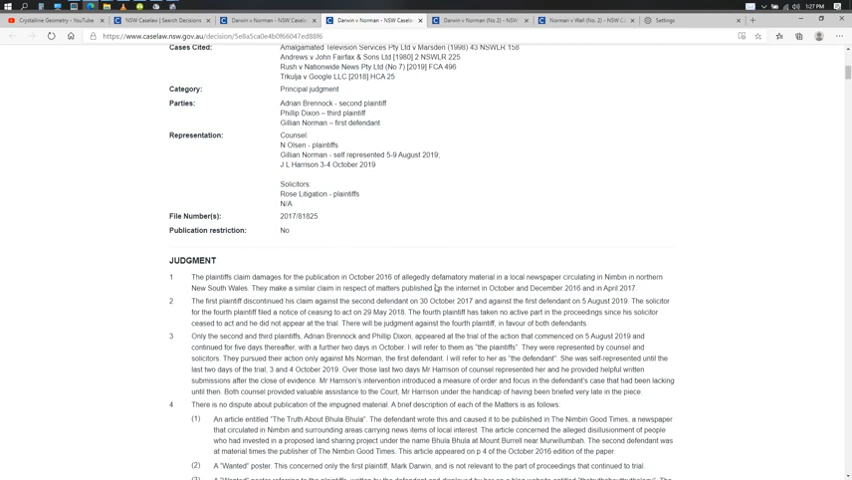 1:27 PM
Crystalline Geometry - YouTube
NSW Caselaw | Search Decisions
Darwin v Norman - NSW Caselaw
Darwin v Norman - NSW Caselaw
Darwin v Norman (No 2) - NSW
Norman v Wall (No. 2) - NSW C
Settings
https://www.caselaw.nsw.gov.au/decision/5e8a5ca0e4b0f66047ed88f6
Cases Cited: Amalgamated Television Services Pty Ltd v Marsden (1998) 43 NSWLR 158
Andrews v John Fairfax & Sons Ltd [1980] 2 NSWLR 225
Rush v Nationwide News Pty Ltd (No 7) [2019] FCA 496
Trkulja v Google LLC [2018] HCA 25
Category: Principal judgment
Parties: Adrian Brennock - second plaintiff
Phillip Dixon – third plaintiff
Gillian Norman – first defendant
Representation: Counsel:
N Olsen - plaintiffs
Gillian Norman - self represented 5-9 August 2019;
J L Harrison 3-4 October 2019
Solicitors:
Rose Litigation - plaintiffs
N/A
File Number(s): 2017/81825
Publication restriction: No
JUDGMENT
1 The plaintiffs claim damages for the publication in October 2016 of allegedly defamatory material in a local newspaper circulating in Nimbin in northern
New South Wales. They make a similar claim in respect of matters published on the internet in October and December 2016 and in April 2017.
2 The first plaintiff discontinued his claim against the second defendant on 30 October 2017 and against the first defendant on 5 August 2019. The solicitor
for the fourth plaintiff filed a notice of ceasing to act on 29 May 2018. The fourth plaintiff has taken no active part in the proceedings since his solicitor
ceased to act and he did not appear at the trial. There will be judgment against the fourth plaintiff, in favour of both defendants.
3 Only the second and third plaintiffs, Adrian Brennock and Phillip Dixon, appeared at the trial of the action that commenced on 5 August 2019 and
continued for five days thereafter, with a further two days in October. I will refer to them as "the plaintiffs". They were represented by counsel and
solicitors. They pursued their action only against Ms Norman, the first defendant. I will refer to her as "the defendant". She was self-represented until the
last two days of the trial, 3 and 4 October 2019. Over those last two days Mr Harrison of counsel represented her and he provided helpful written
submissions after the close of evidence. Mr Harrison's intervention introduced a measure of order and focus in the defendant's case that had been lacking
until then. Both counsel provided valuable assistance to the Court, Mr Harrison under the handicap of having been briefed very late in the piece.
4 There is no dispute about publication of the impugned material. A brief description of each of the Matters is as follows.
(1) An article entitled "The Truth About Bhula Bhula". The defendant wrote this and caused it to be published in The Nimbin Good Times, a newspaper
that circulated in Nimbin and surrounding areas carrying news items of local interest. The article concerned the alleged disillusionment of people
who had invested in a proposed land sharing project under the name Bhula Bhula at Mount Burrell near Murwillumbah. The second defendant was
at material times the publisher of The Nimbin Good Times. This article appeared on p 4 of the October 2016 edition of the paper.
(2) A "Wanted" poster. This concerned only the first plaintiff, Mark Darwin, and is not relevant to the part of proceedings that continued to trial.